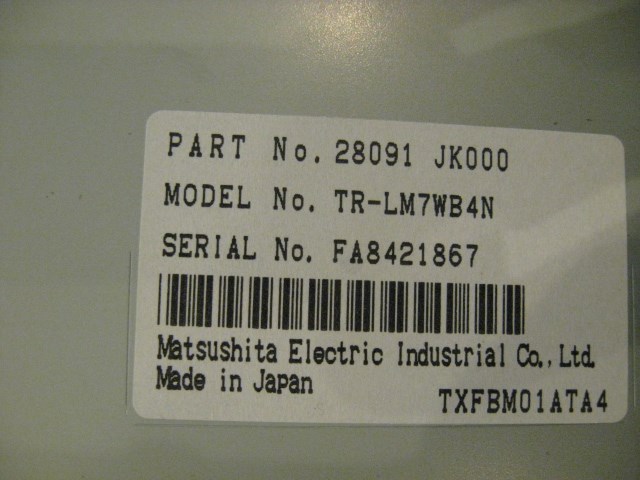 PART No. 28091 JK000
MODEL No. TR-LM7WB4N
SERIAL No. FA8421867
Matsushita Electric Industrial Co., Ltd.
Made in Japan
TXFBM01ATA4